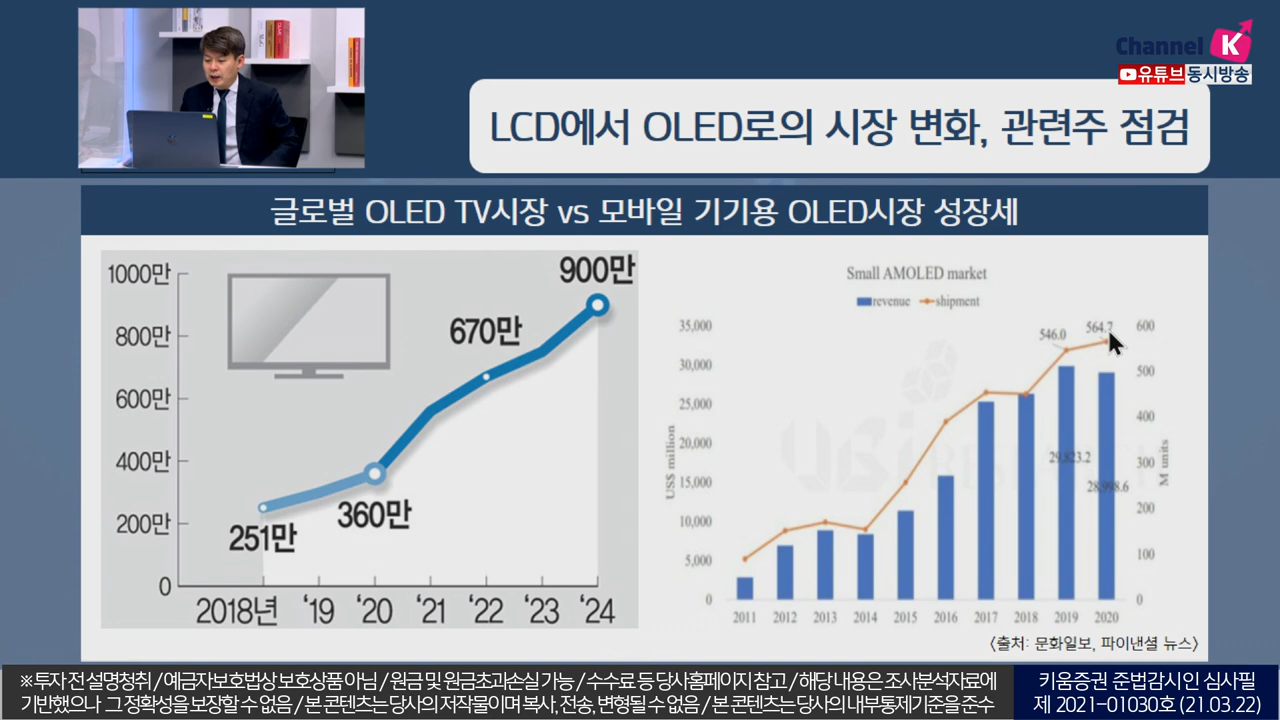 Channel K
유튜브동시방송
LCD에서 OLED로의 시장 변화, 관련주 점검
글로벌 OLED TV시장 vs 모바일 기기용 OLED시장 성장세
1000만
800만
600만
400만
200만
0
900만
670만
360만
251만
2018년 ‘19 ‘20 ‘21 ‘22 ‘23 ‘24
Small AMOLED market
revenue shipment
US$ million
35,000
30,000
25,000
20,000
15,000
10,000
5,000
0
546.0
564.7
29,823.2
28,998.6
600
500
400
300
200
100
0
M units
2011 2012 2013 2014 2015 2016 2017 2018 2019 2020
<출처: 문화일보, 파이낸셜 뉴스>
※ 투자 전 설명청취 / 예금자보호법상 보호상품 아님 / 원금 및 원금초과손실 가능 / 수수료 등 당사홈페이지 참고 / 해당 내용은 조사분석자료에
기반했으나 그 정확성을 보장할 수 없음 / 본 콘텐츠는 당사의 저작물이며 복사, 전송, 변형될 수 없음 / 본 콘텐츠는 당사의 내부통제기준을 준수
키움증권 준법감시인 심사필
제 2021-01030호 (21.03.22)